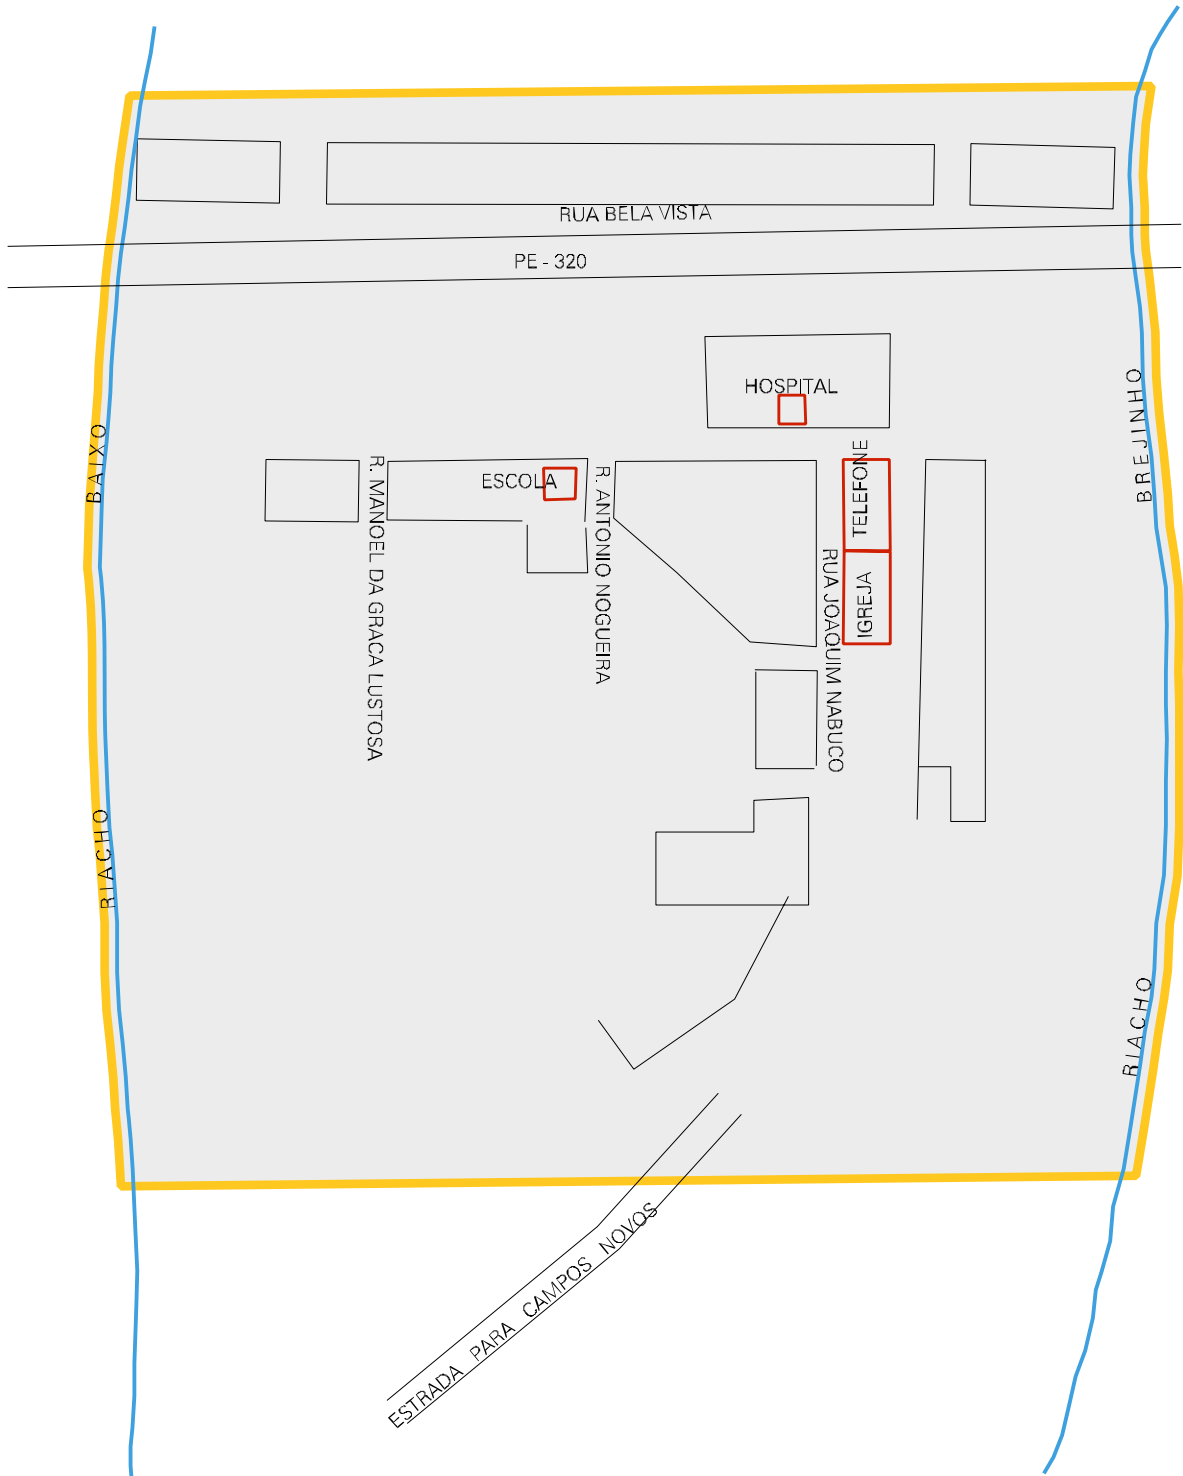 RUA BELA VISTA
PE - 320
HOSPITAL
BREJINHO
BAIXO
TELEFONE
ESCOLA
R. MANOEL DA GRACA LUSTOSA
R. ANTONIO NOGUEIRA
RUA JOAQUIM NABUCO
IGREJA
RIACHO
RIACHO
ESTRADA PARA CAMPOS NOVOS